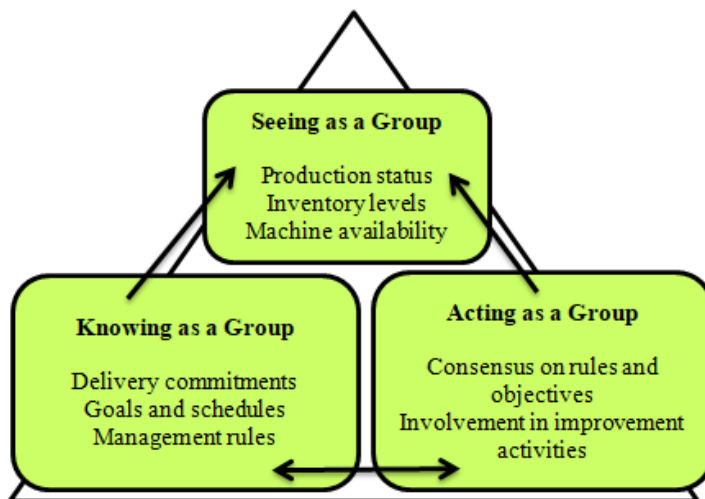 Seeing as a Group
Production status
Inventory levels
Machine availability
Knowing as a Group
Delivery commitments
Goals and schedules
Management rules
Acting as a Group
Consensus on rules and
objectives
Involvement in improvement
activities